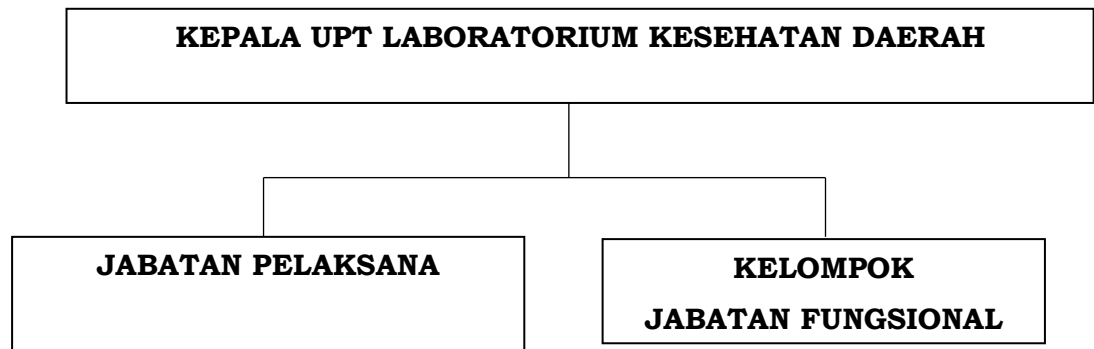 KEPALA UPT LABORATORIUM KESEHATAN DAERAH
JABATAN PELAKSANA
KELOMPOK
JABATAN FUNGSIONAL